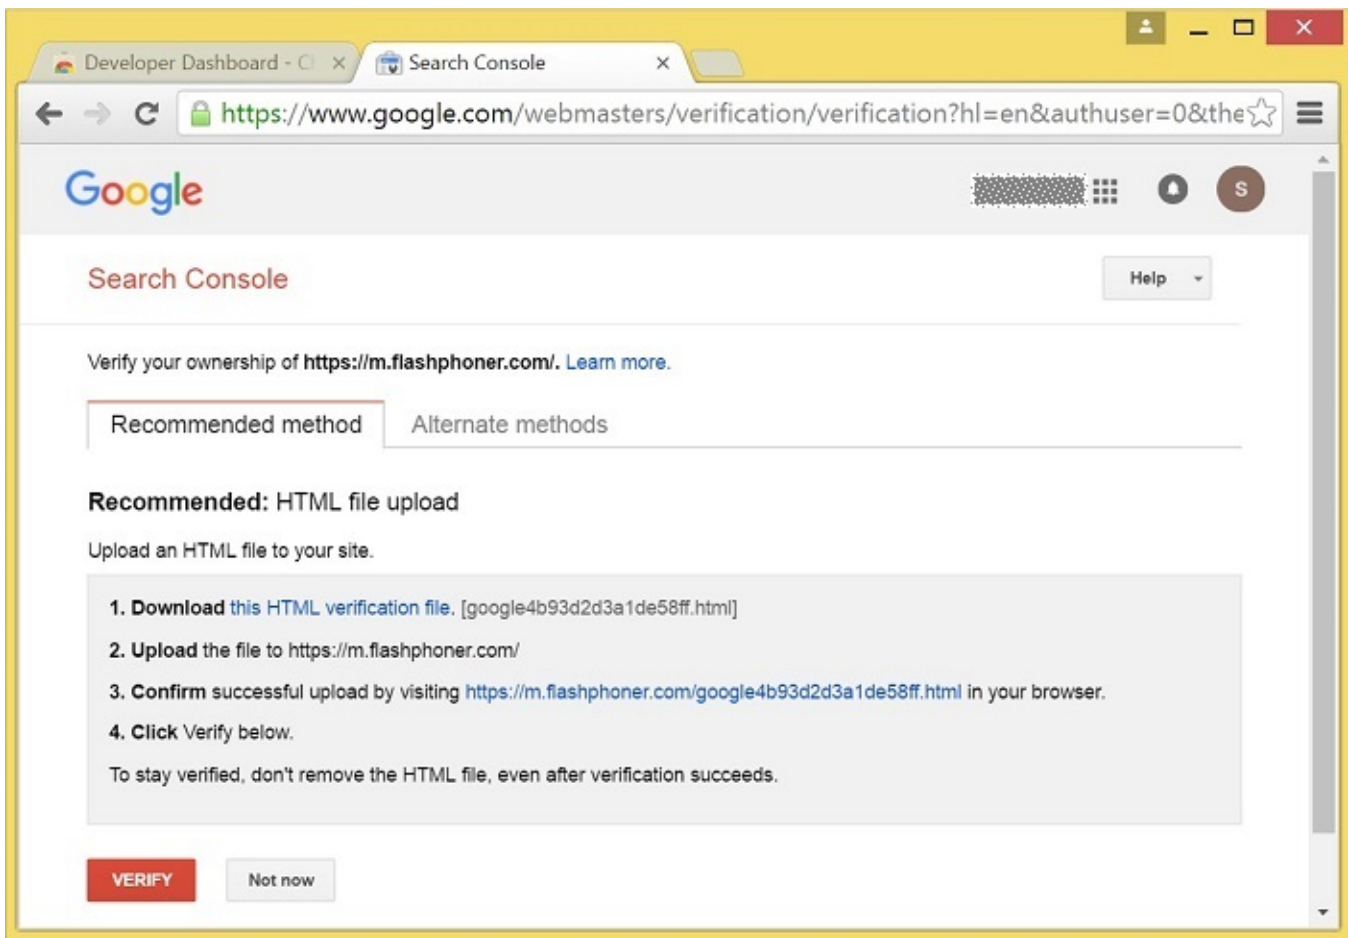 Developer Dashboard - Ch
Search Console
https://www.google.com/webmasters/verification/verification?hl=en&authuser=0&the
Google
S
Search Console
Help
Verify your ownership of https://m.flashphoner.com/. Learn more.
Recommended method
Alternate methods
Recommended: HTML file upload
Upload an HTML file to your site.
1. Download this HTML verification file. [google4b93d2d3a1de58ff.html]
2. Upload the file to https://m.flashphoner.com/
3. Confirm successful upload by visiting https://m.flashphoner.com/google4b93d2d3a1de58ff.html in your browser.
4. Click Verify below.
To stay verified, don't remove the HTML file, even after verification succeeds.
VERIFY
Not now